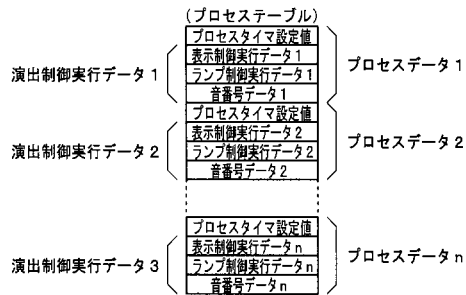 (プロセステーブル)
プロセスタイマ設定値
表示制御実行データ1
ランプ制御実行データ1
音番号データ1
演出制御実行データ1
プロセスデータ1
プロセスタイマ設定値
表示制御実行データ2
ランプ制御実行データ2
音番号データ2
演出制御実行データ2
プロセスデータ2
プロセスタイマ設定値
表示制御実行データn
ランプ制御実行データn
音番号データn
演出制御実行データ3
プロセスデータn